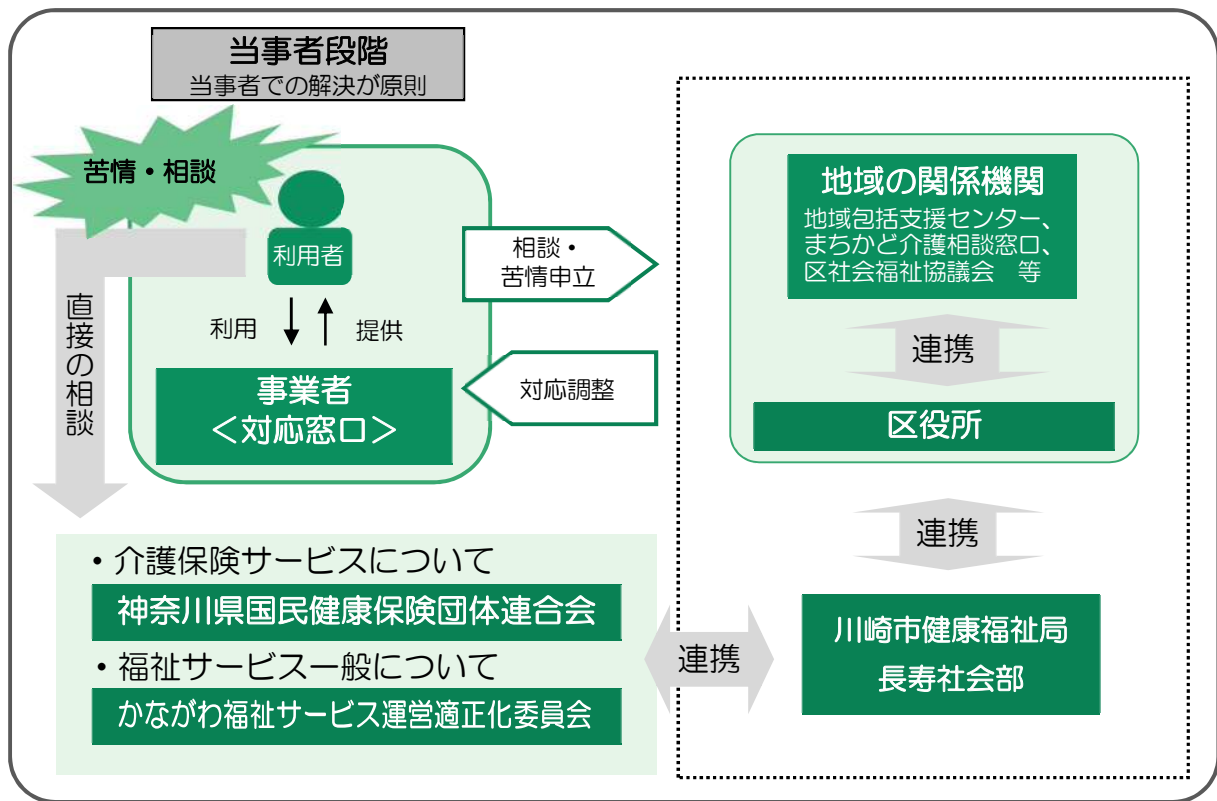 当事者段階
当事者での解決が原則
苦情・相談
利用者
利用
提供
事業者
＜対応窓口＞
直接の相談
相談・
苦情申立
対応調整
地域の関係機関
地域包括支援センター、
まちかど介護相談窓口、
区社会福祉協議会　等
連携
区役所
連携
川崎市健康福祉局
長寿社会部
連携
・介護保険サービスについて
神奈川県国民健康保険団体連合会
・福祉サービス一般について
かながわ福祉サービス運営適正化委員会